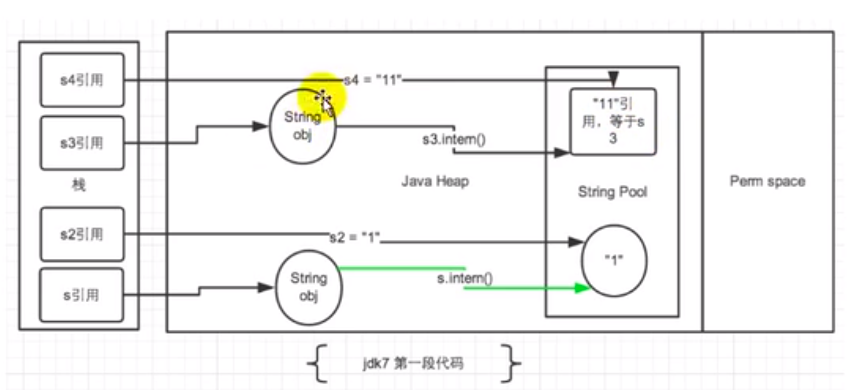 s4引用
s4 = "11"
"11"引
用，等于s
3
String
obj
s3引用
s3.intern()
栈
Java Heap
String Pool
Perm space
s2引用
s2 = "1"
"1"
String
obj
s.intern()
s引用
jdk7 第一段代码